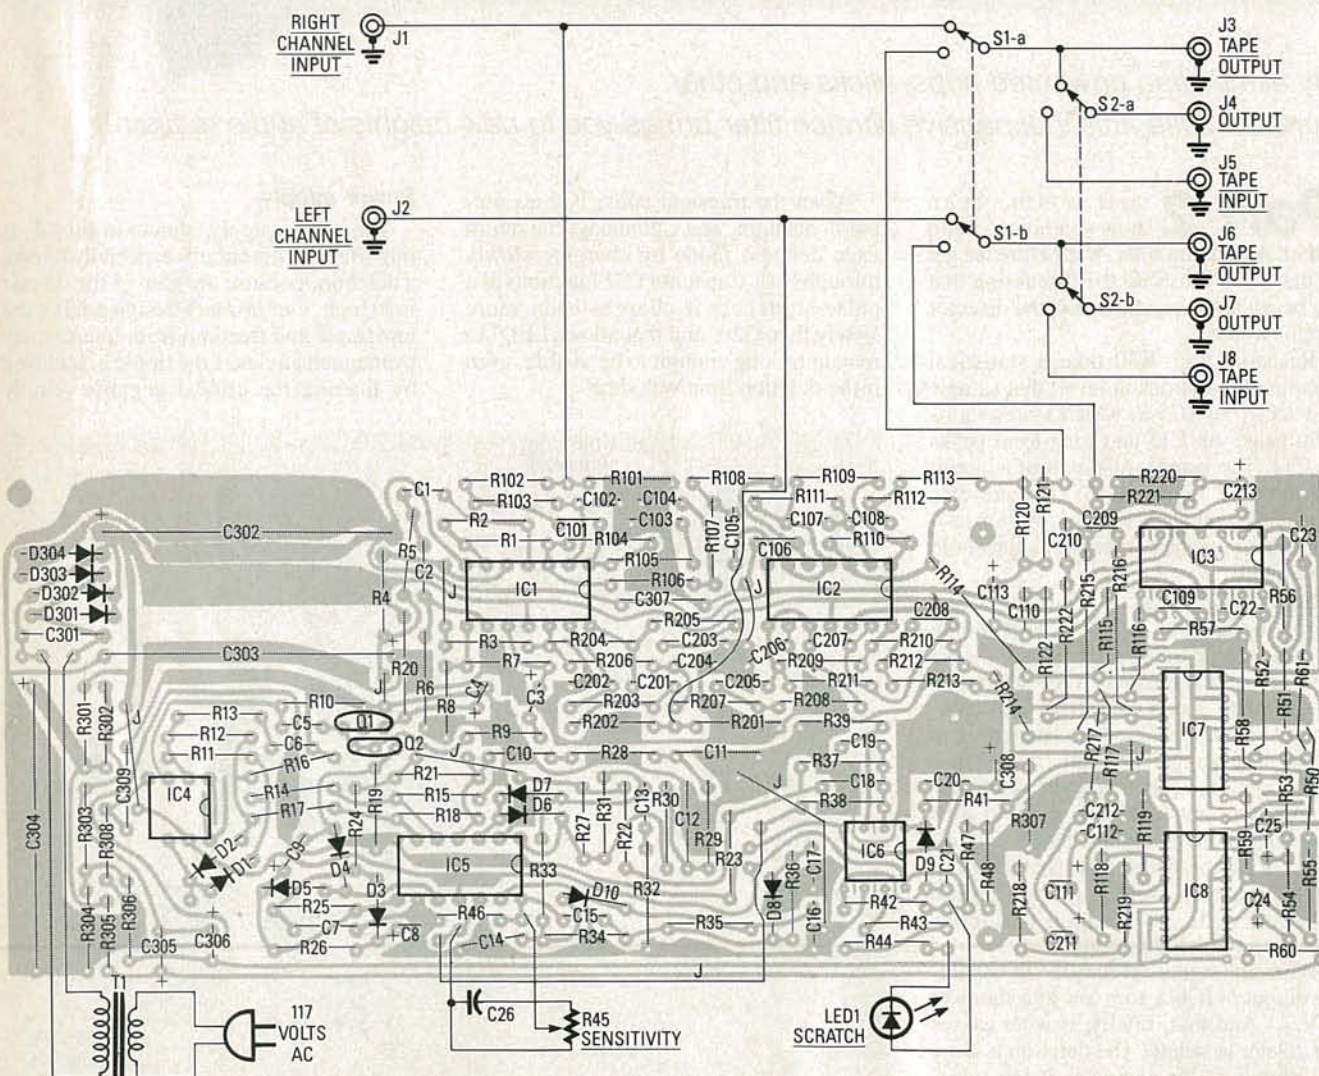 RIGHT
CHANNEL
INPUT
J1
S1-a
J3
TAPE
OUTPUT
S2-a
J4
OUTPUT
J5
TAPE
INPUT
LEFT
CHANNEL
INPUT
J2
S1-b
J6
TAPE
OUTPUT
S2-b
J7
OUTPUT
J8
TAPE
INPUT
C1 R102 R101 R108 R109 R113 R220
R103 C102 C104 R111 R112 R121 R221 C213
R2 C101 C103 R107 C105 C107 C108 R120 C209
C302 R5 R1 R104 C106 R110 C210 C23
D304 C2 R105 IC3
D303 J IC1 R106 J IC2 R114 C113 R215 R216
D302 R4 C307 C208 C110 C109 C22 R56
D301 R205 R222 R115 R116 R57
C301 R3 R204 C203 C206 C207 R210
C303 R20 R7 R206 C204 R209 R212 R122 R52 R61
J R6 C4 C3 C202 C201 C205 R211 R213
R301 R302 J R10 R8 R203 R207 R208 R214 IC7 R51
R13 C5 Q1 R202 R201 R39 R58
R12 C6 Q2 R9 C19
R11 R16 J C10 R28 C11 R37 C308 R217 R117 J
C309 R21 D7 J C18 C20 R53 R50
IC4 R14 R19 R15 D6 R31 C13 R30 R38 R41 C212
C304 R303 R308 R17 R24 R18 R27 R22 C12 R29 R307 C112 R119 C25
D2 C9 R23 IC6 R47 R59
D1 D4 IC5 R33 R36 C17 D9 C21 R48
D5 D3 D10 R32 D8 R218 C111 R118 IC8 R55
R304 R305 R306 R25 R46 C15 R35 C16 R42 R219 C24 R54
C305 C306 C7 C8 R34 R43 C211
R26 C14 R44 R60
J
T1
117
VOLTS
AC
C26
R45
SENSITIVITY
LED1
SCRATCH